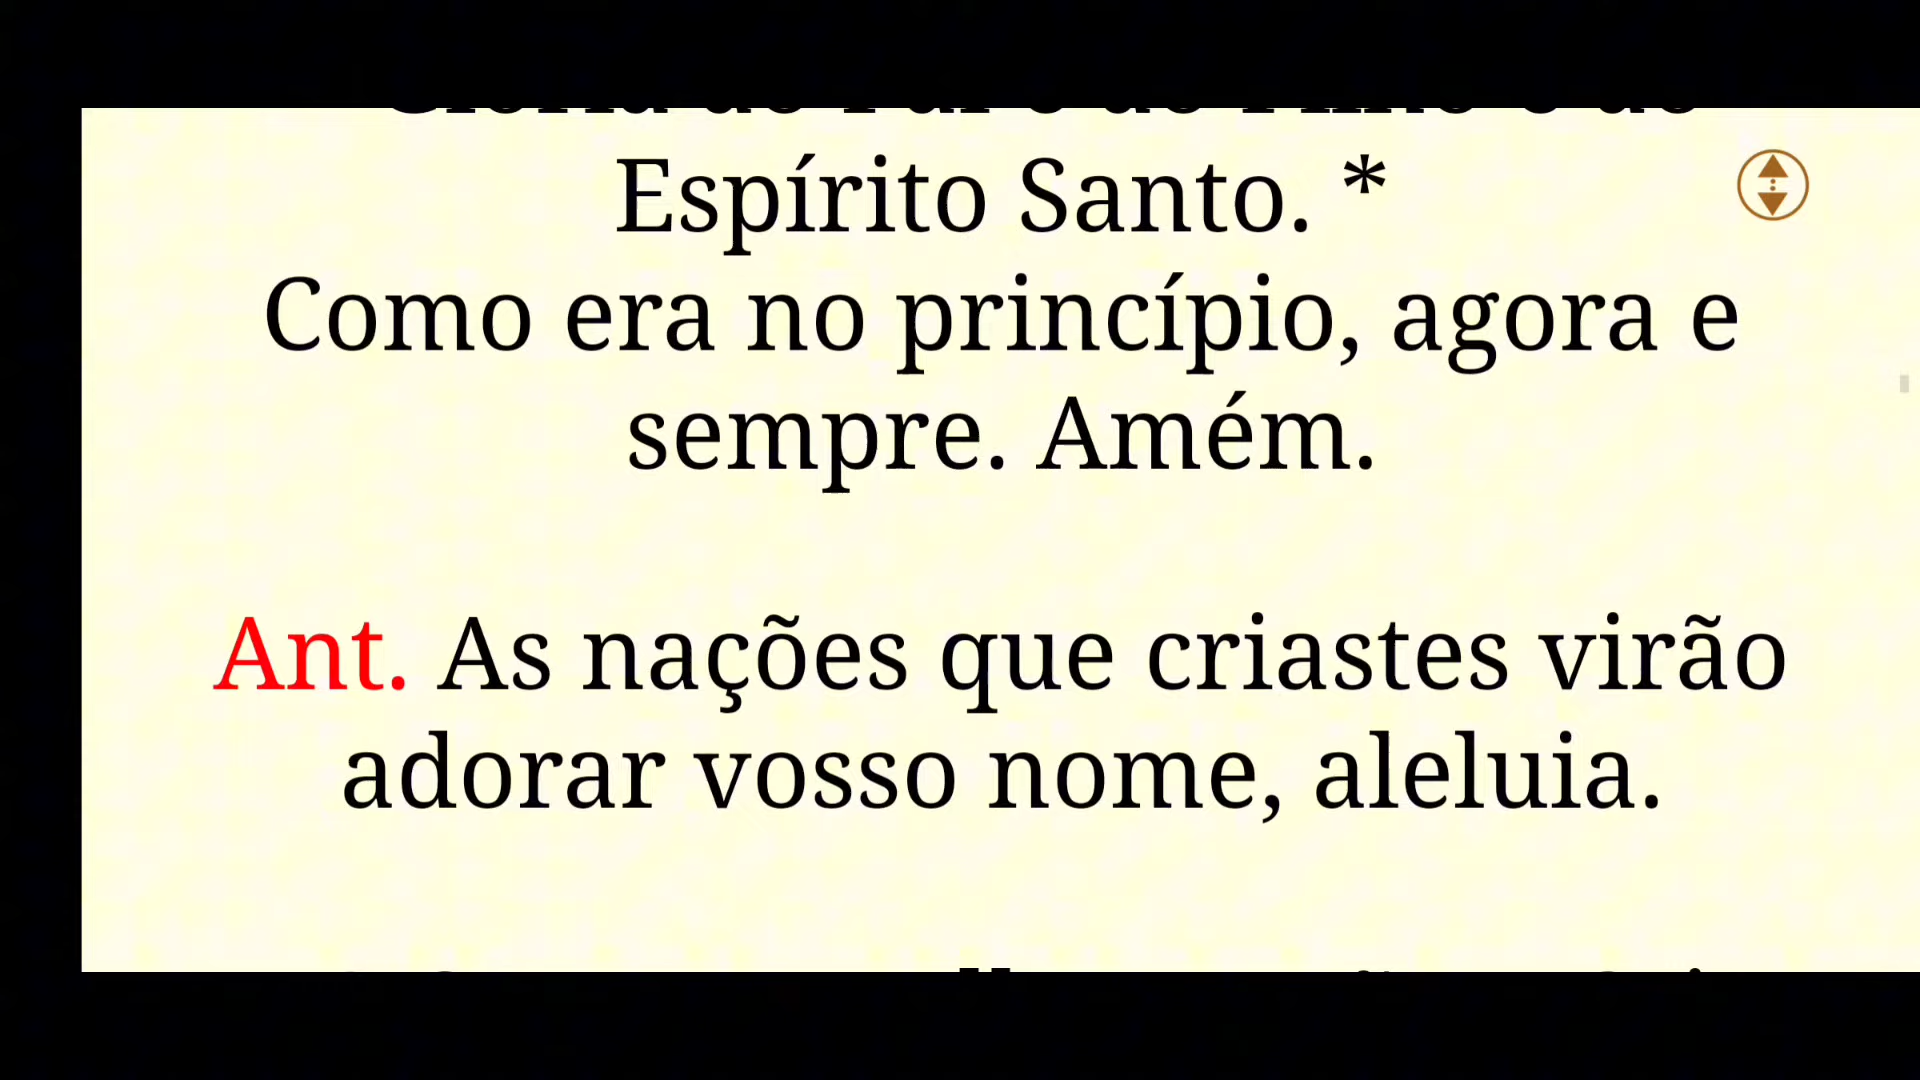 Espírito Santo. *
Como era no princípio, agora e
sempre. Amém.
Ant. As nações que criastes virão
adorar vosso nome, aleluia.